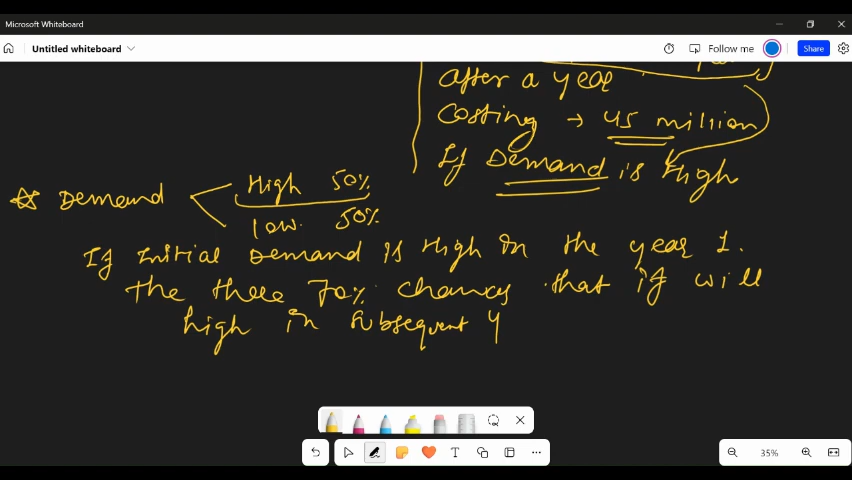 Microsoft Whiteboard
Untitled whiteboard
Follow me
Share
after a year
Costing → 45 million
If Demand is High
Demand
High 50%
low. 50%
If Initial Demand is High in the year 1.
The there 70% chances that if will
high in subsequent y
35%